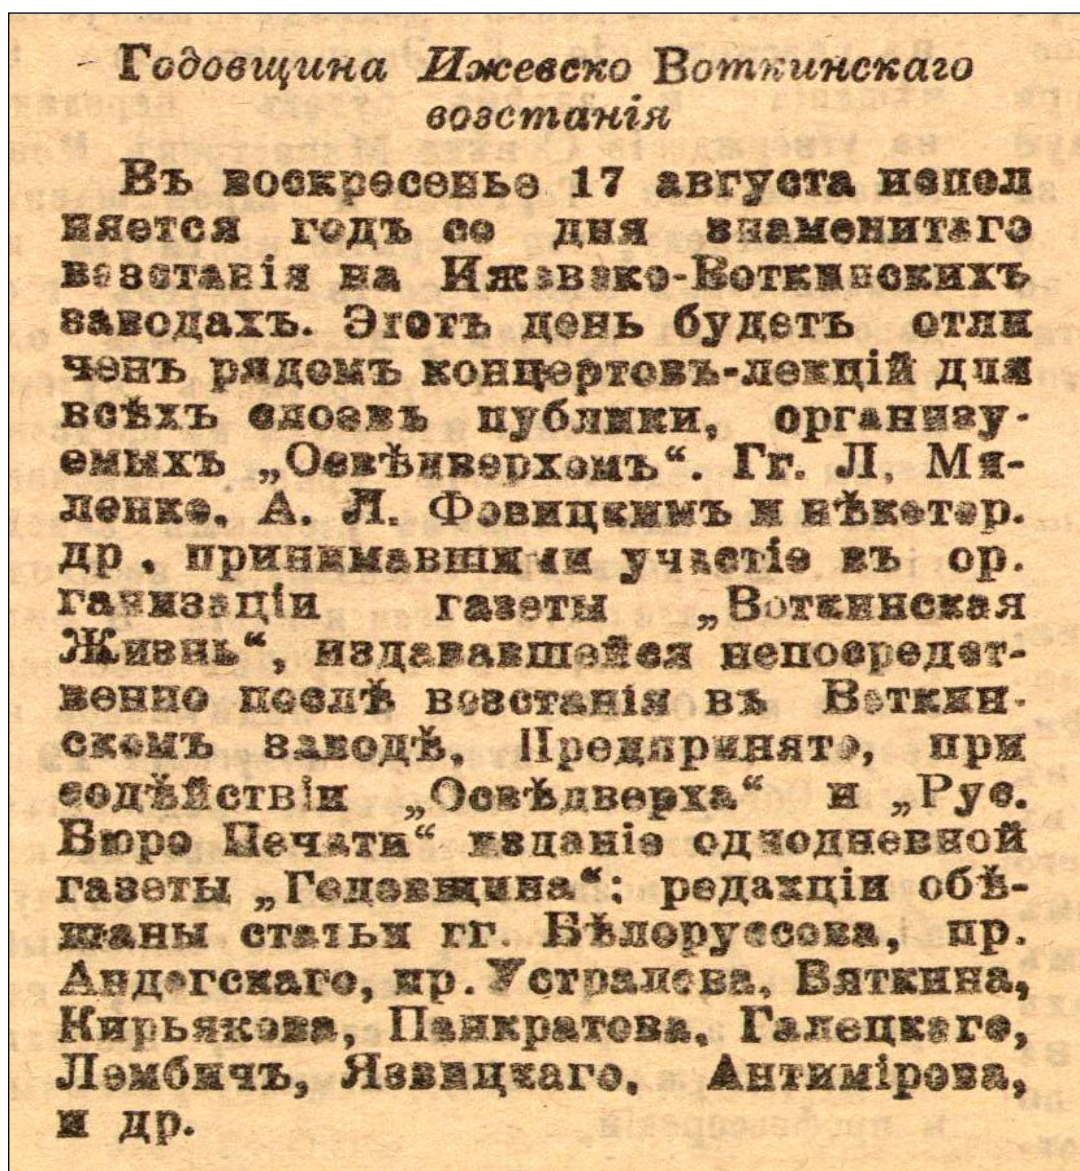 Годовщина Ижевско Воткинскаго
возстанія
Въ воскресенье 17 августа испол
няется годъ со дня знаменитаго
возстанія на Ижевско-Воткинскихъ
заводахъ. Этотъ день будетъ отли
ченъ рядомъ концертовъ-лекцій для
всѣхъ слоевъ публики, организу-
емыхъ „Освѣдверхомъ“. Гг. Л. Мя-
ленко, А. Л. Фовицкимъ и нѣкотор.
др, принимавшими участіе въ ор.
ганизаціи газеты „Воткинская
Жизнь“, издававшейся непосредст-
венно послѣ возстанія въ Воткин-
скомъ заводѣ, Предпринято, при
содѣйствіи „Освѣдверха“ и „Рус.
Бюро Печати“ изданіе однодневной
газеты „Годовщина“: редакціи обѣ-
щаны статьи гг. Бѣлоруссова, пр.
Андогскаго, пр. Устралова, Вяткина,
Кирьякова, Панкратова, Галецкаго,
Лембичъ, Язвицкаго, Антимірова,
и др.